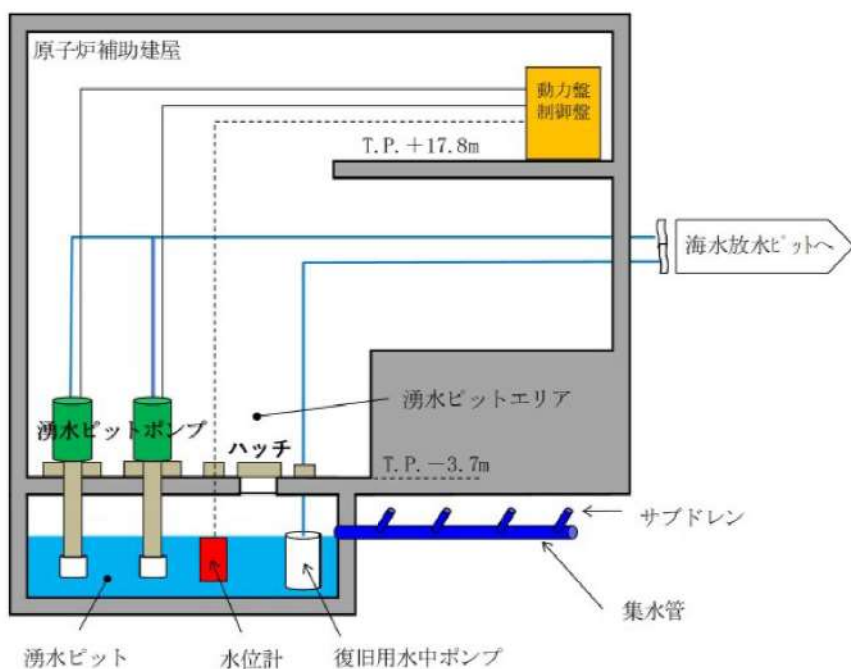 原子炉補助建屋
動力盤
制御盤
T.P.＋17.8m
海水放水ﾋﾟｯﾄへ
湧水ピットエリア
湧水ピットポンプ
ハッチ
T.P.－3.7m
サブドレン
集水管
湧水ピット
水位計
復旧用水中ポンプ